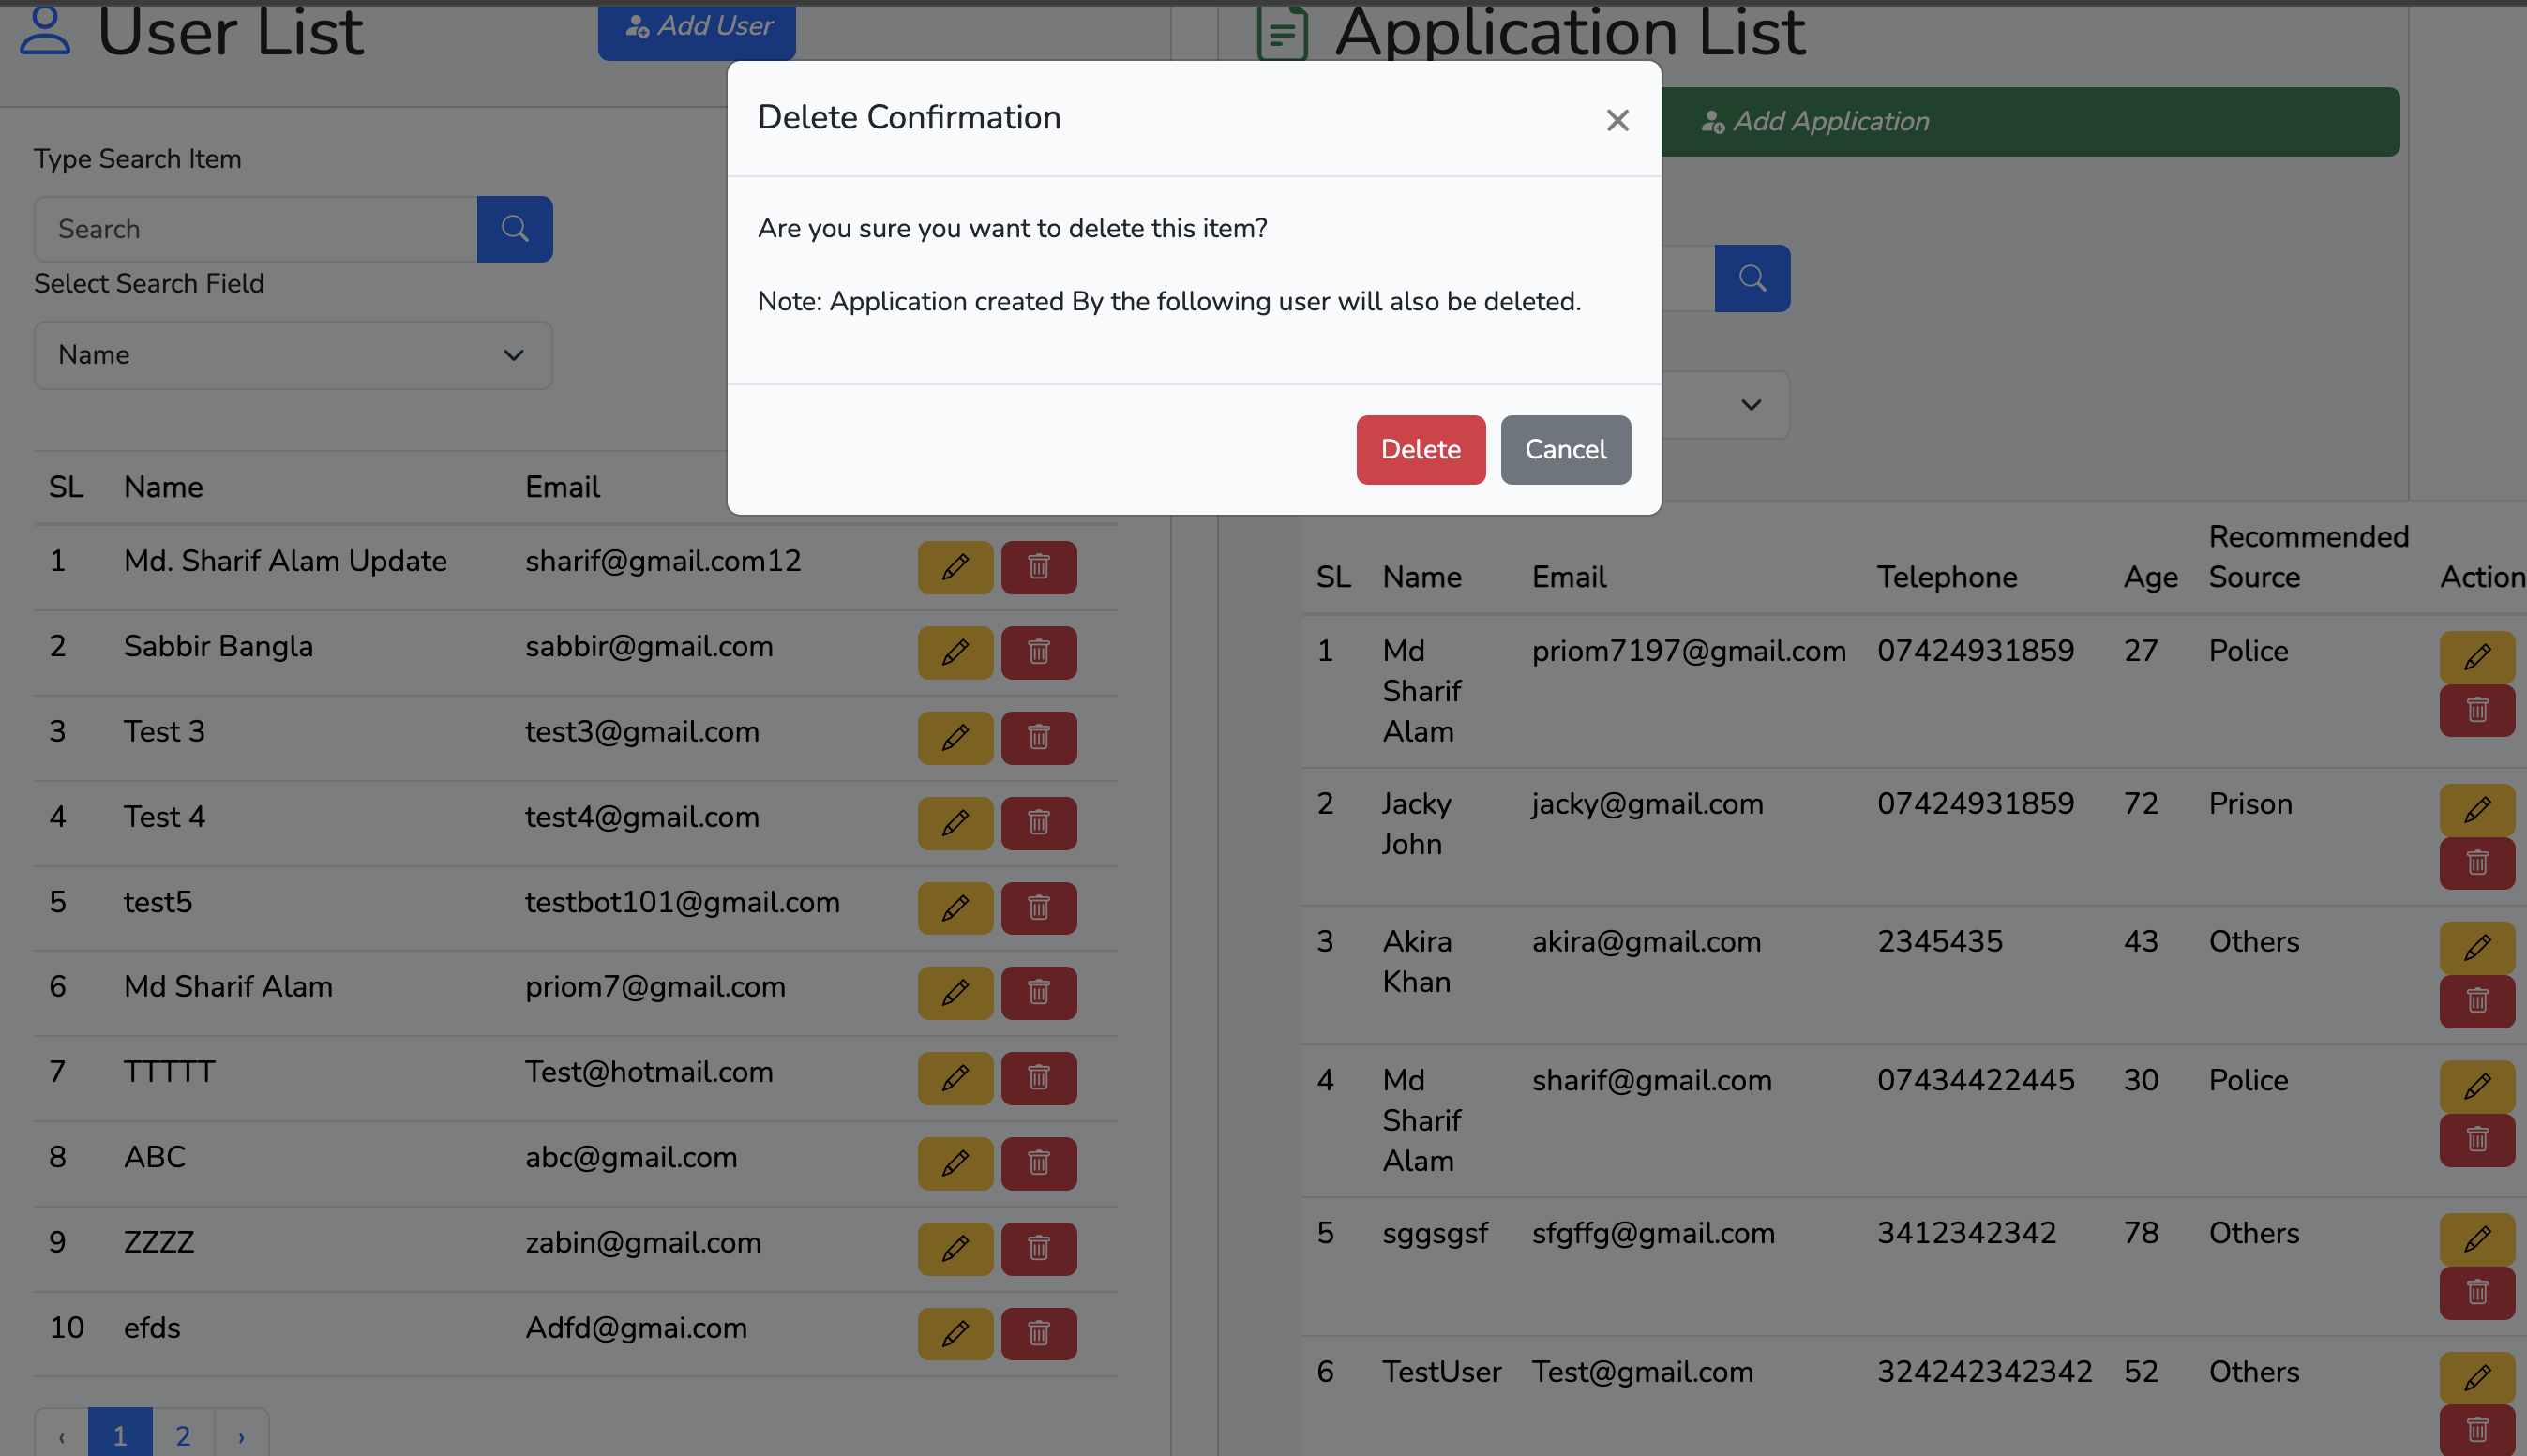 User List
Add User
Type Search Item
Search
Select Search Field
Name
SL Name Email
1 Md. Sharif Alam Update sharif@gmail.com12
2 Sabbir Bangla sabbir@gmail.com
3 Test 3 test3@gmail.com
4 Test 4 test4@gmail.com
5 test5 testbot101@gmail.com
6 Md Sharif Alam priom7@gmail.com
7 TTTTT Test@hotmail.com
8 ABC abc@gmail.com
9 ZZZZ zabin@gmail.com
10 efds Adfd@gmai.com
‹ 1 2 ›
Delete Confirmation
Are you sure you want to delete this item?
Note: Application created By the following user will also be deleted.
Delete Cancel
Application List
Add Application
Recommended
SL Name Email Telephone Age Source Action
1 Md priom7197@gmail.com 07424931859 27 Police
Sharif
Alam
2 Jacky jacky@gmail.com 07424931859 72 Prison
John
3 Akira akira@gmail.com 2345435 43 Others
Khan
4 Md sharif@gmail.com 07434422445 30 Police
Sharif
Alam
5 sggsgsf sfgffg@gmail.com 3412342342 78 Others
6 TestUser Test@gmail.com 324242342342 52 Others